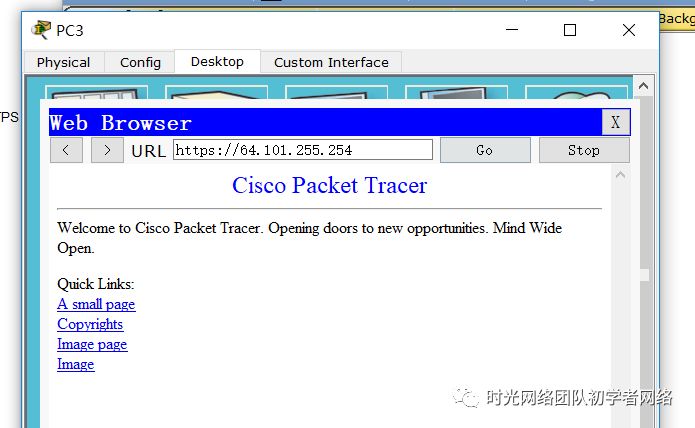 Backg
PC3
Physical Config Desktop Custom Interface
TPS
Web Browser X
< > URL https://64.101.255.254 Go Stop
Cisco Packet Tracer
Welcome to Cisco Packet Tracer. Opening doors to new opportunities. Mind Wide
Open.
Quick Links:
A small page
Copyrights
Image page
Image
时光网络团队初学者网络